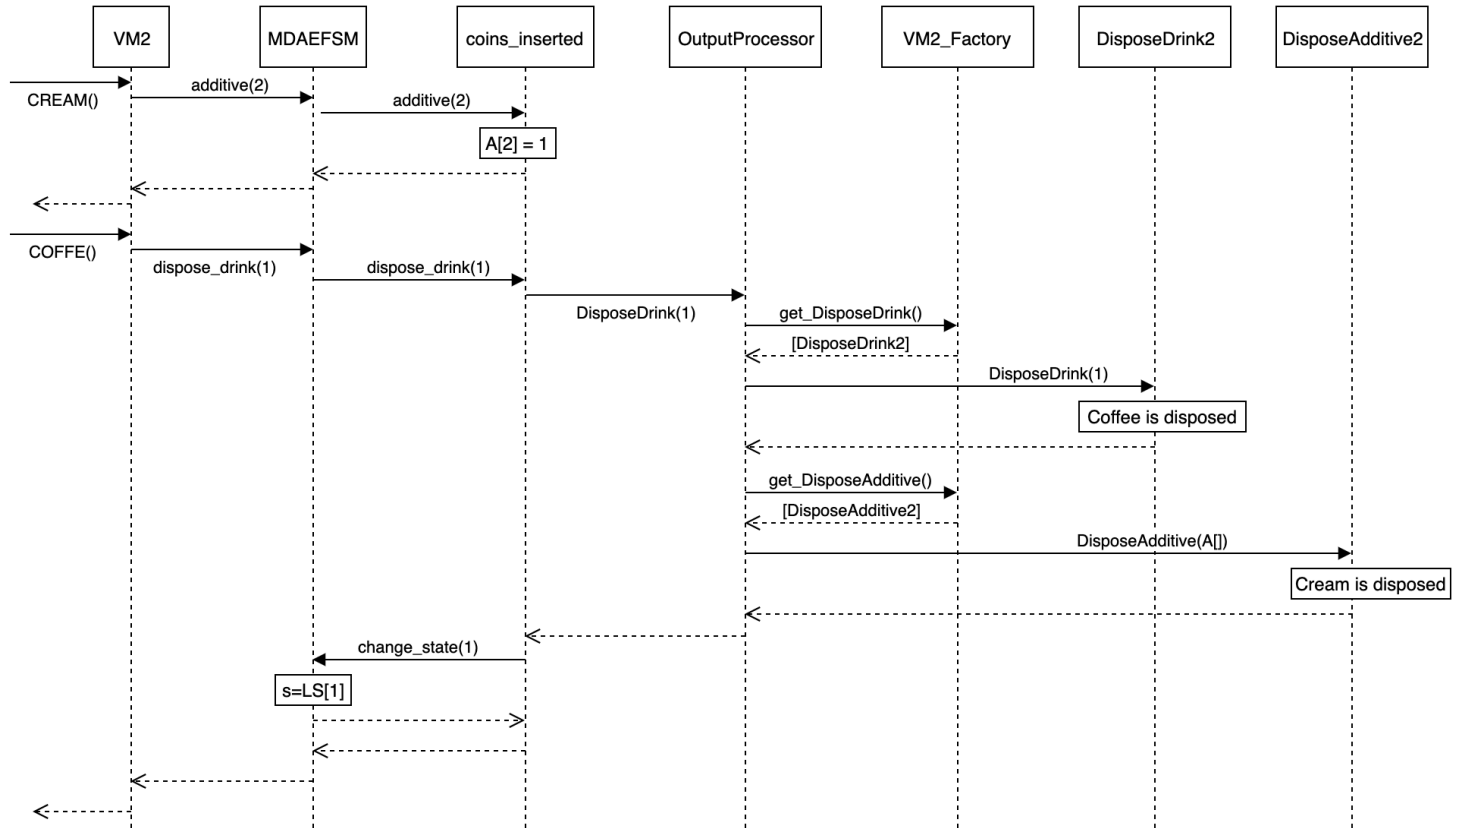 VM2
MDAEFSM
coins_inserted
OutputProcessor
VM2_Factory
DisposeDrink2
DisposeAdditive2
CREAM()
additive(2)
additive(2)
A[2] = 1
COFFE()
dispose_drink(1)
dispose_drink(1)
DisposeDrink(1)
get_DisposeDrink()
[DisposeDrink2]
DisposeDrink(1)
Coffee is disposed
get_DisposeAdditive()
[DisposeAdditive2]
DisposeAdditive(A[])
Cream is disposed
change_state(1)
s=LS[1]